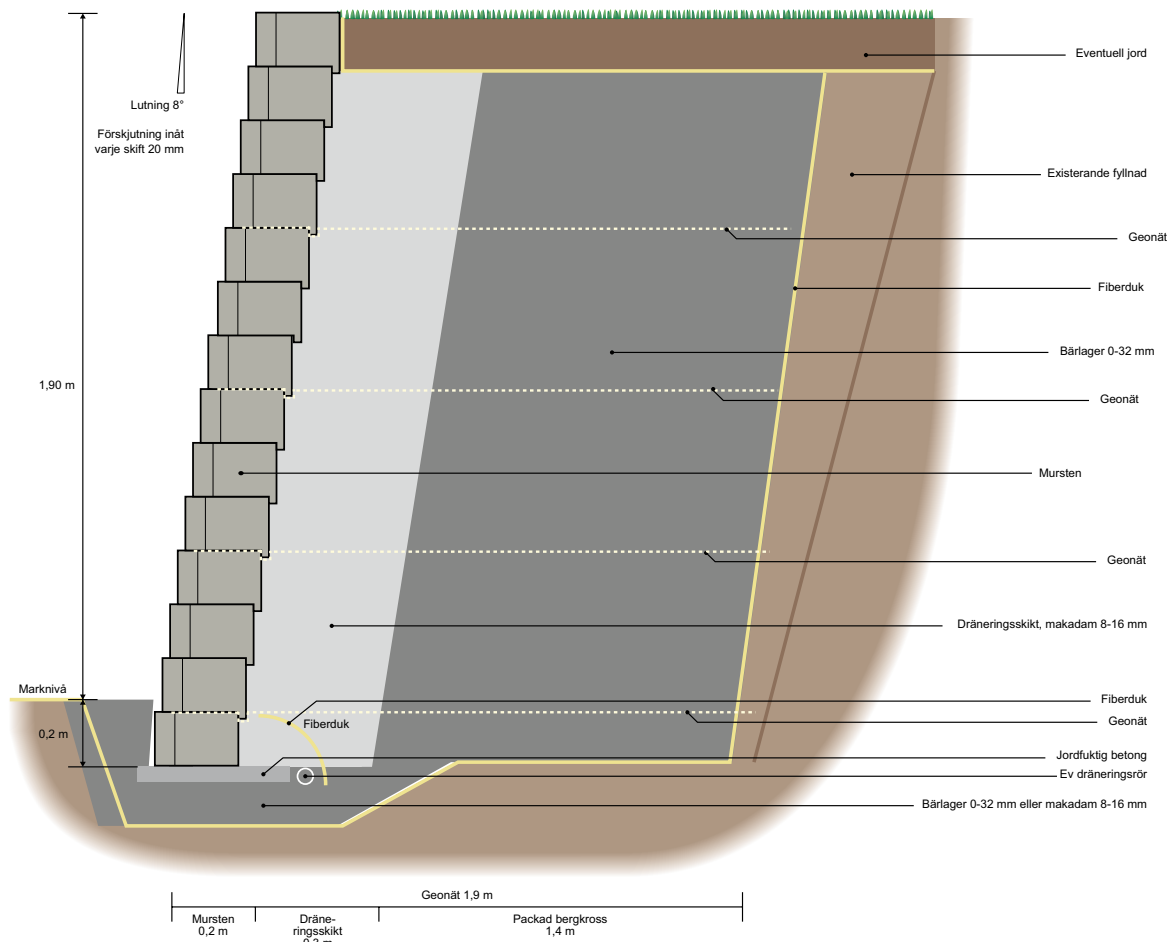 Eventuell jord
Lutning 8°
Förskjutning inåt
varje skift 20 mm
Existerande fyllnad
Geonät
Fiberduk
Bärlager 0-32 mm
1,90 m
Geonät
Mursten
Geonät
Dräneringsskikt, makadam 8-16 mm
Marknivå
Fiberduk
Fiberduk
Geonät
0,2 m
Jordfuktig betong
Ev dräneringsrör
Bärlager 0-32 mm eller makadam 8-16 mm
Geonät 1,9 m
Mursten
0,2 m
Dräne-
ringsskikt
0,3 m
Packad bergkross
1,4 m